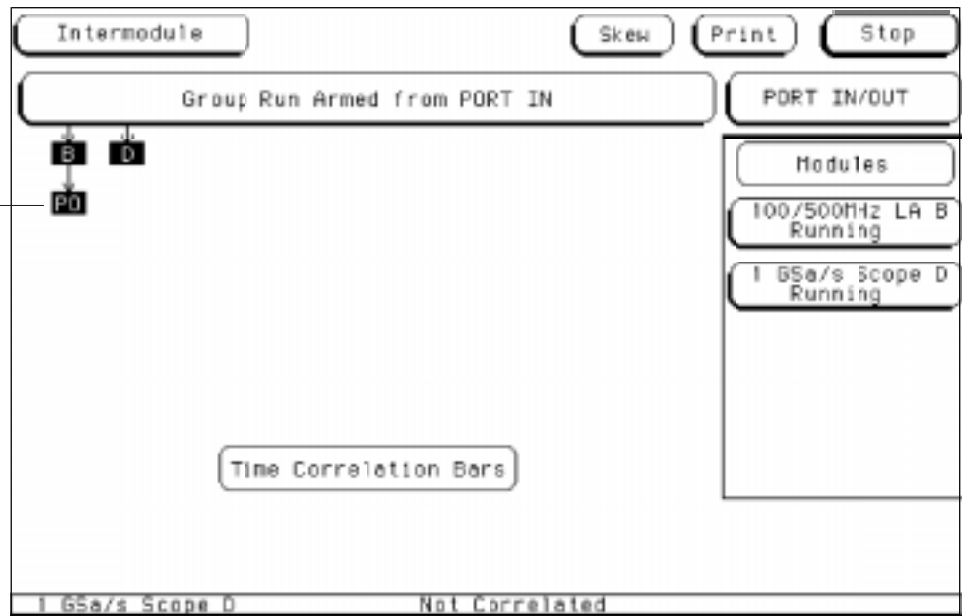 Intermodule
Skew
Print
Stop
Group Run Armed from PORT IN
PORT IN/OUT
B
D
PO
Modules
100/500MHz LA B
Running
1 GSa/s Scope D
Running
Time Correlation Bars
1 GSa/s Scope D
Not Correlated